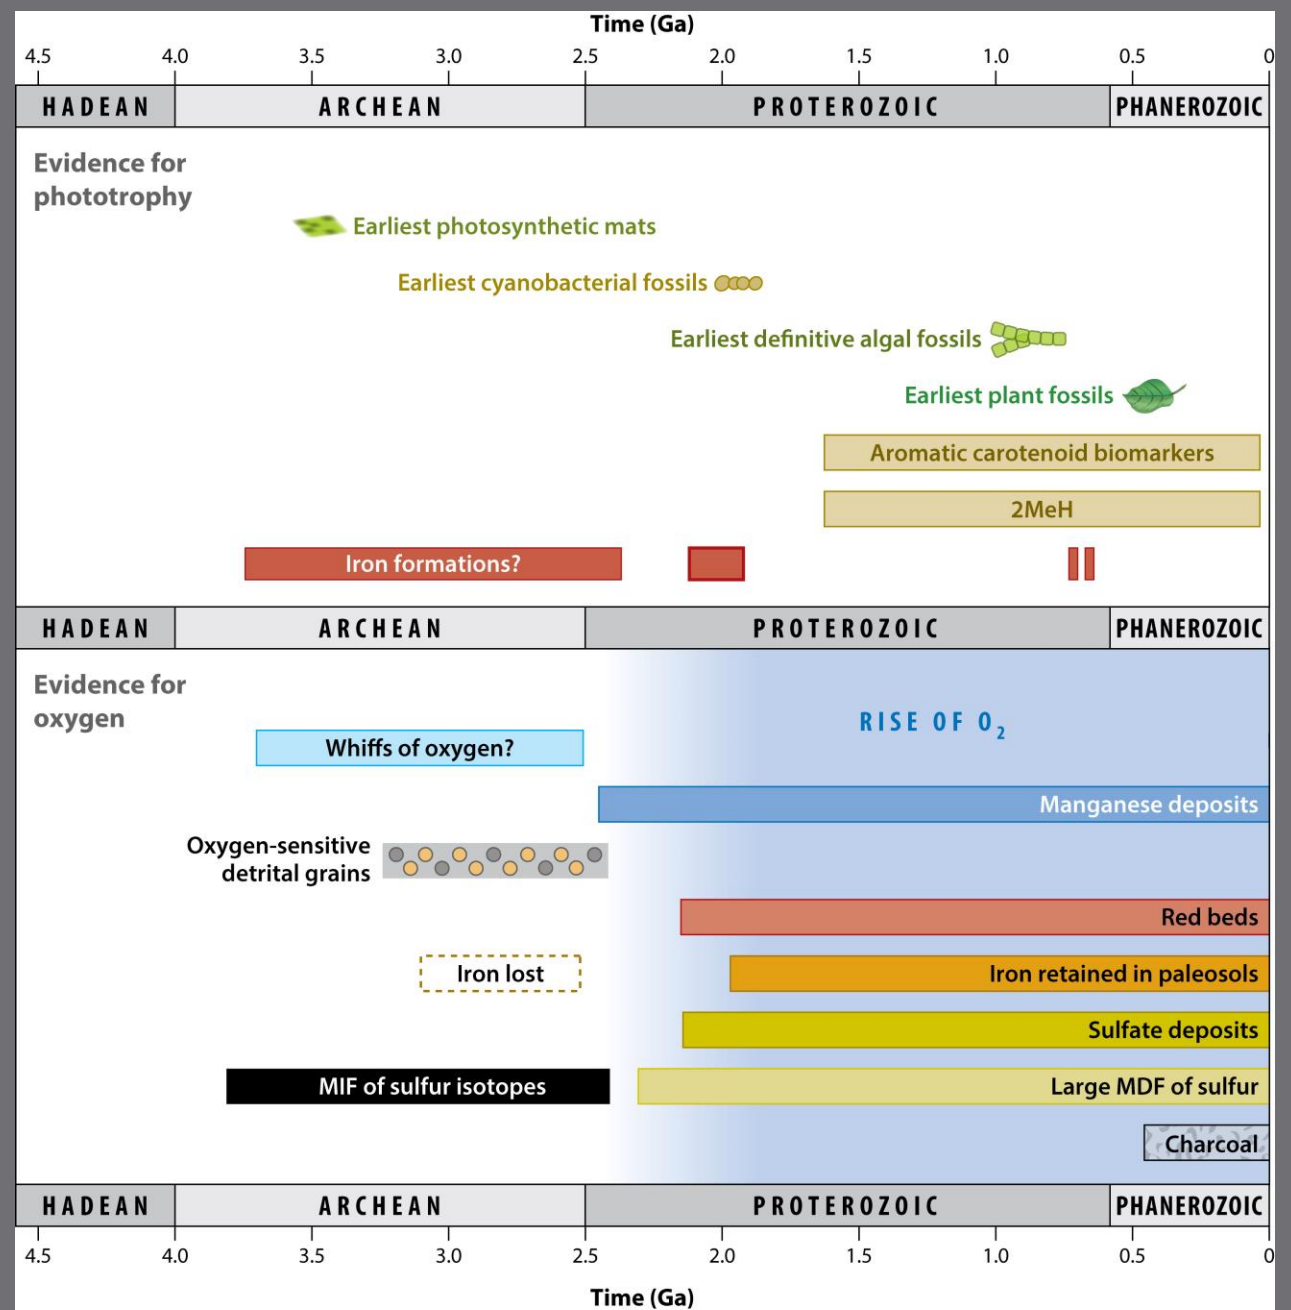 Time (Ga)
4.5 4.0 3.5 3.0 2.5 2.0 1.5 1.0 0.5 0
HADEAN ARCHEAN PROTEROZOIC PHANEROZOIC
Evidence for
phototrophy
Earliest photosynthetic mats
Earliest cyanobacterial fossils
Earliest definitive algal fossils
Earliest plant fossils
Aromatic carotenoid biomarkers
2MeH
Iron formations?
HADEAN ARCHEAN PROTEROZOIC PHANEROZOIC
Evidence for
oxygen
RISE OF O₂
Whiffs of oxygen?
Manganese deposits
Oxygen-sensitive
detrital grains
Red beds
Iron lost Iron retained in paleosols
Sulfate deposits
MIF of sulfur isotopes Large MDF of sulfur
Charcoal
HADEAN ARCHEAN PROTEROZOIC PHANEROZOIC
4.5 4.0 3.5 3.0 2.5 2.0 1.5 1.0 0.5 0
Time (Ga)